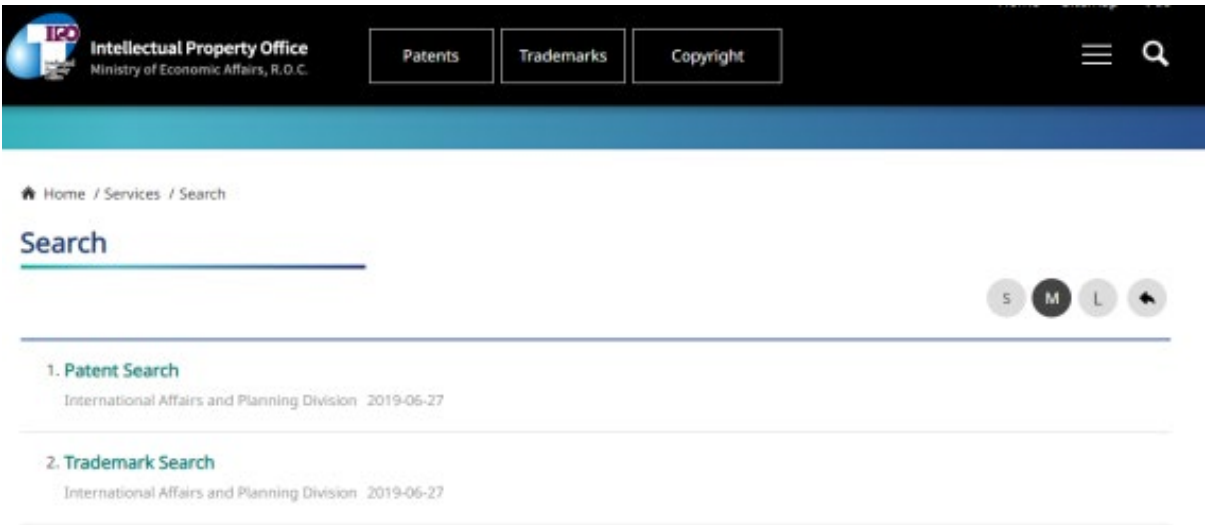 TIPO
Intellectual Property Office
Ministry of Economic Affairs, R.O.C.
Patents
Trademarks
Copyright
Home / Services / Search
Search
S M L
1. Patent Search
International Affairs and Planning Division 2019-06-27
2. Trademark Search
International Affairs and Planning Division 2019-06-27